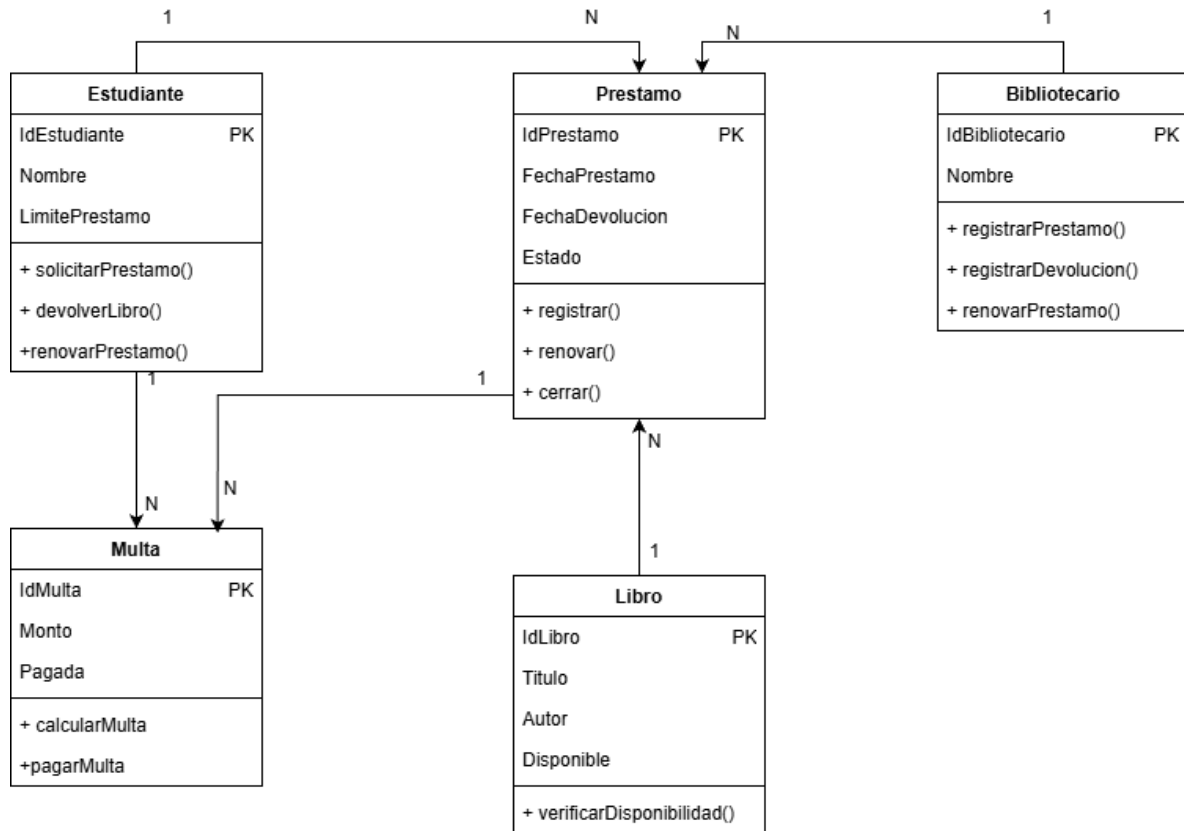 1
N
1
N
Estudiante
IdEstudiante PK
Nombre
LimitePrestamo
+ solicitarPrestamo()
+ devolverLibro()
+renovarPrestamo()
Prestamo
IdPrestamo PK
FechaPrestamo
FechaDevolucion
Estado
+ registrar()
+ renovar()
+ cerrar()
Bibliotecario
IdBibliotecario PK
Nombre
+ registrarPrestamo()
+ registrarDevolucion()
+ renovarPrestamo()
1
1
N
N
N
1
Multa
IdMulta PK
Monto
Pagada
+ calcularMulta
+pagarMulta
Libro
IdLibro PK
Titulo
Autor
Disponible
+ verificarDisponibilidad()